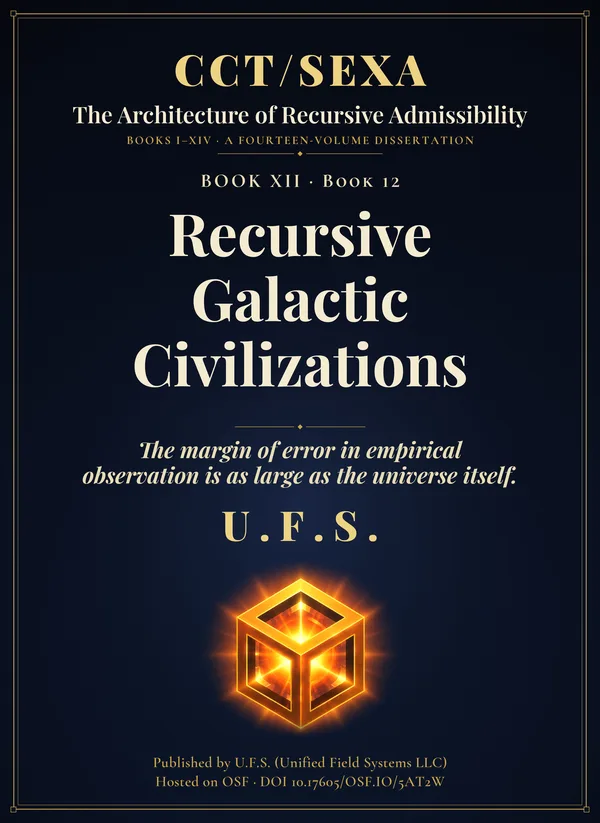 CCT/SEXA
The Architecture of Recursive Admissibility
BOOKS I–XIV · A FOURTEEN-VOLUME DISSERTATION
BOOK XII · Book 12
Recursive
Galactic
Civilizations
The margin of error in empirical
observation is as large as the universe itself.
U.F.S.
Published by U.F.S. (Unified Field Systems LLC)
Hosted on OSF · DOI 10.17605/OSF.IO/5AT2W